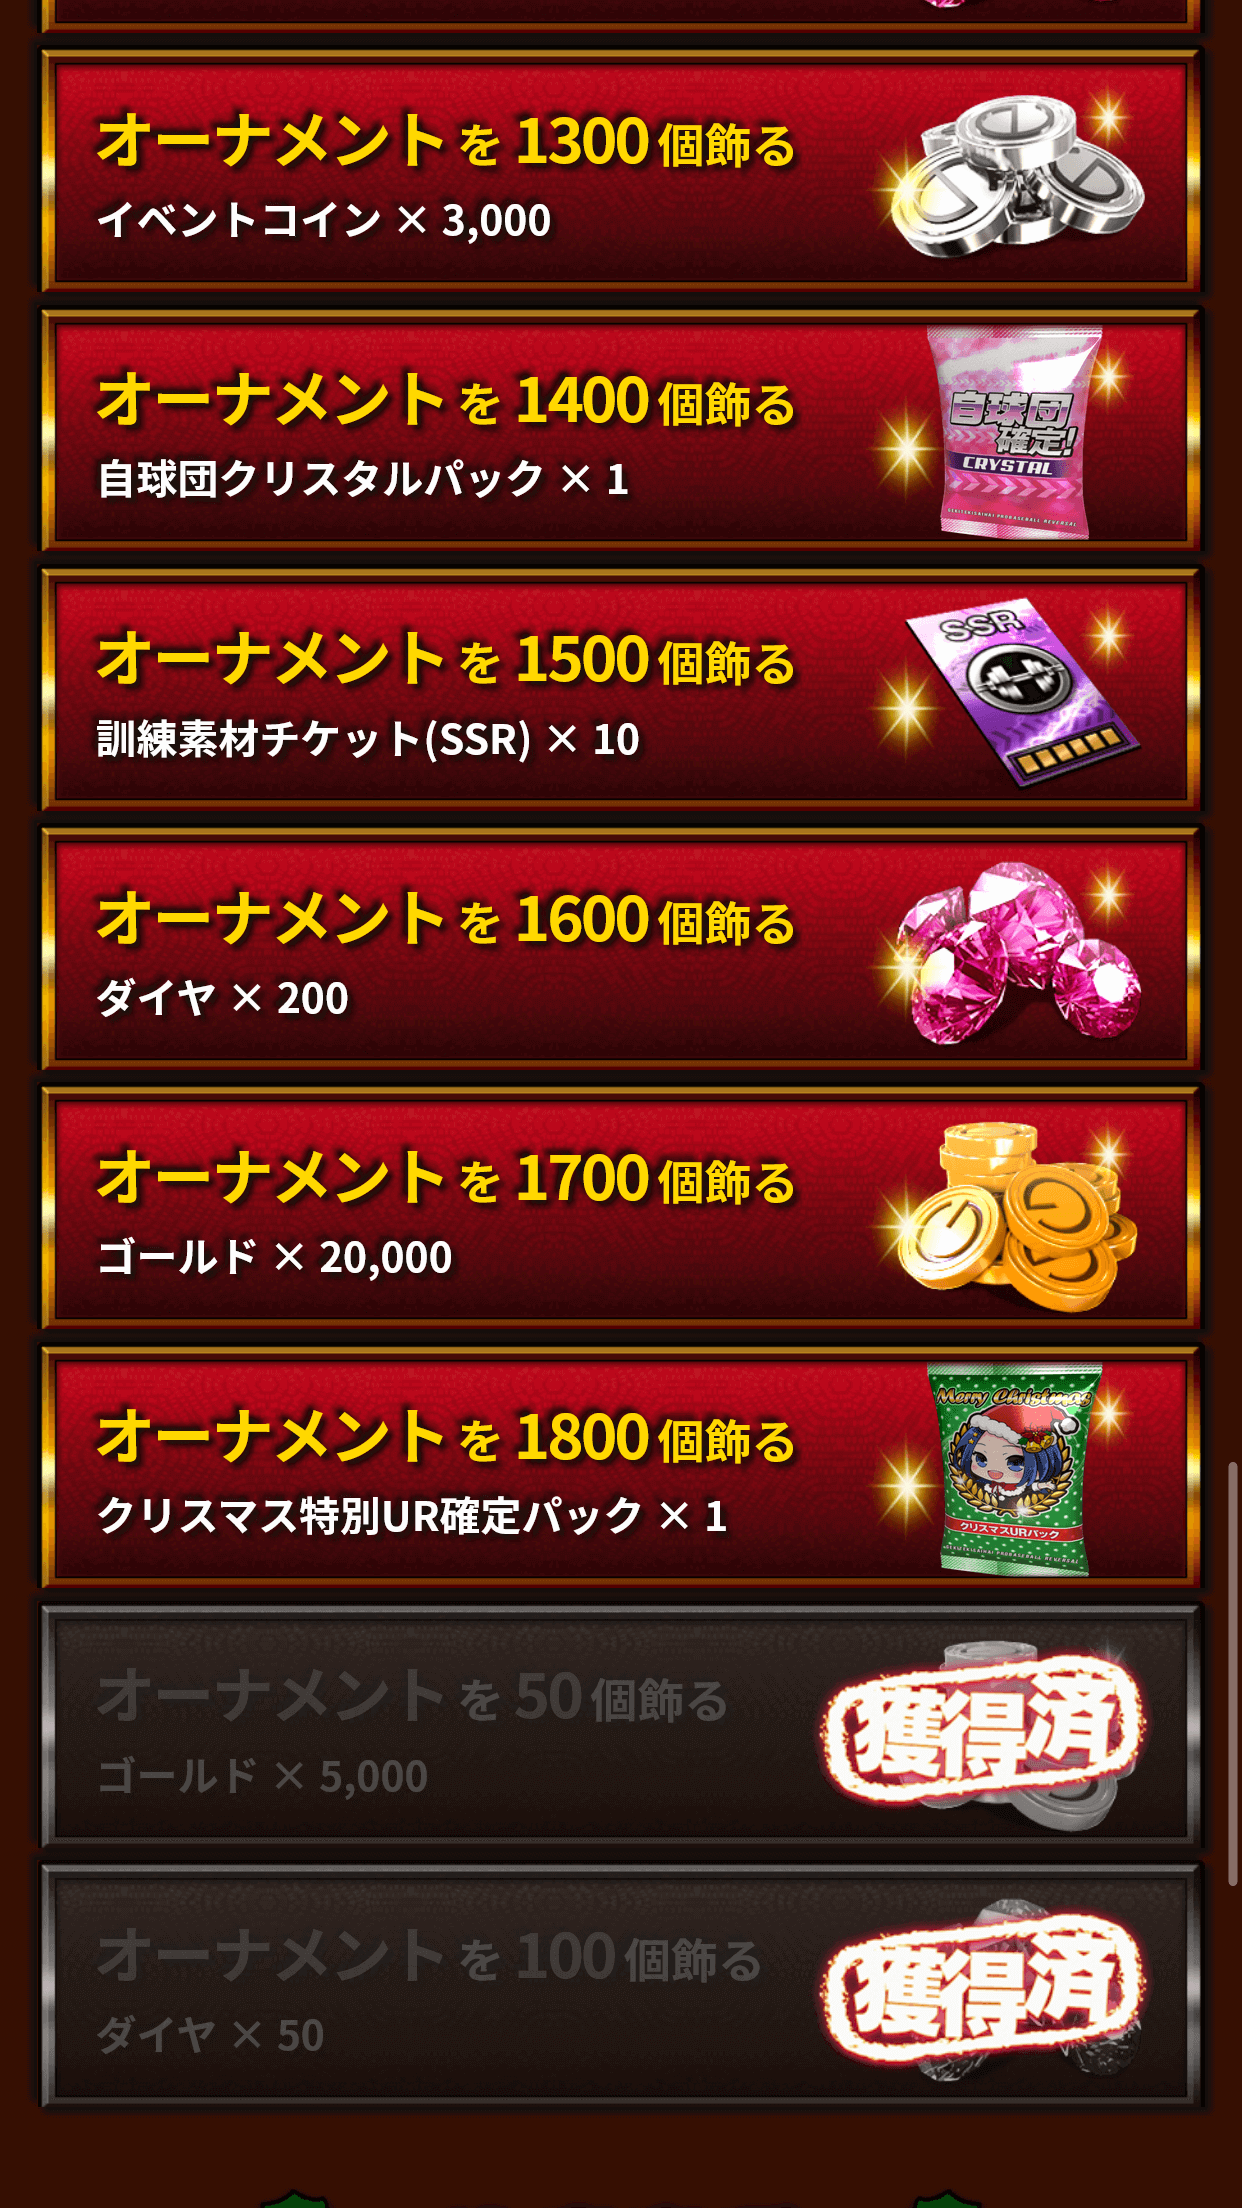 オーナメントを1300個飾る
イベントコイン × 3,000
オーナメントを1400個飾る
自球団クリスタルパック × 1
自球団
確定!
CRYSTAL
オーナメントを1500個飾る
訓練素材チケット(SSR) × 10
SSR
オーナメントを1600個飾る
ダイヤ × 200
オーナメントを1700個飾る
ゴールド × 20,000
オーナメントを1800個飾る
クリスマス特別UR確定パック × 1
Merry Christmas
クリスマスURパック
オーナメントを50個飾る
ゴールド × 5,000
獲得済
オーナメントを100個飾る
ダイヤ × 50
獲得済